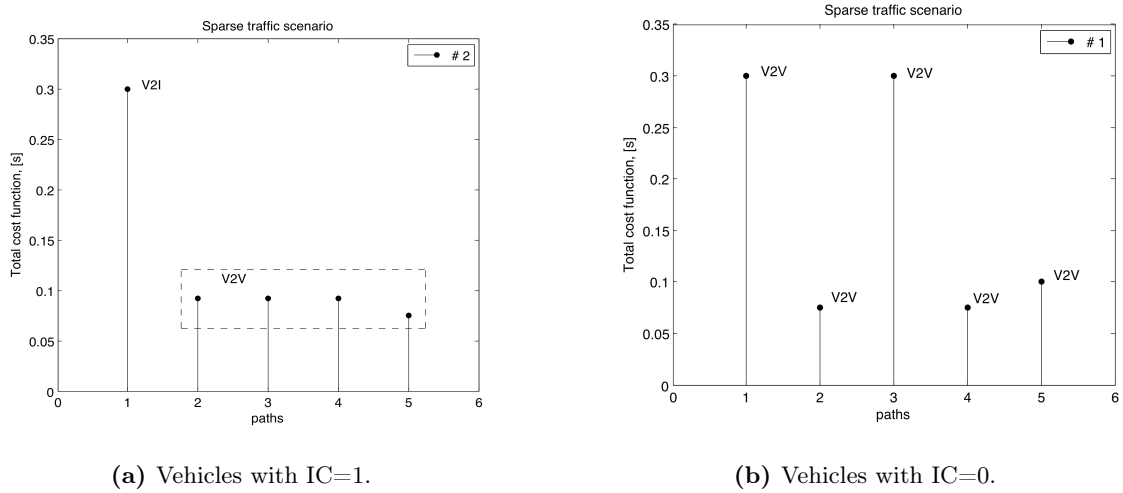 Sparse traffic scenario
0.35
0.3
0.25
0.2
0.15
0.1
0.05
0
Total cost function, [s]
# 2
V2I
V2V
0 1 2 3 4 5 6
paths
(a) Vehicles with IC=1.
Sparse traffic scenario
0.35
0.3
0.25
0.2
0.15
0.1
0.05
0
Total cost function, [s]
# 1
V2V
V2V
V2V
V2V
V2V
0 1 2 3 4 5 6
paths
(b) Vehicles with IC=0.